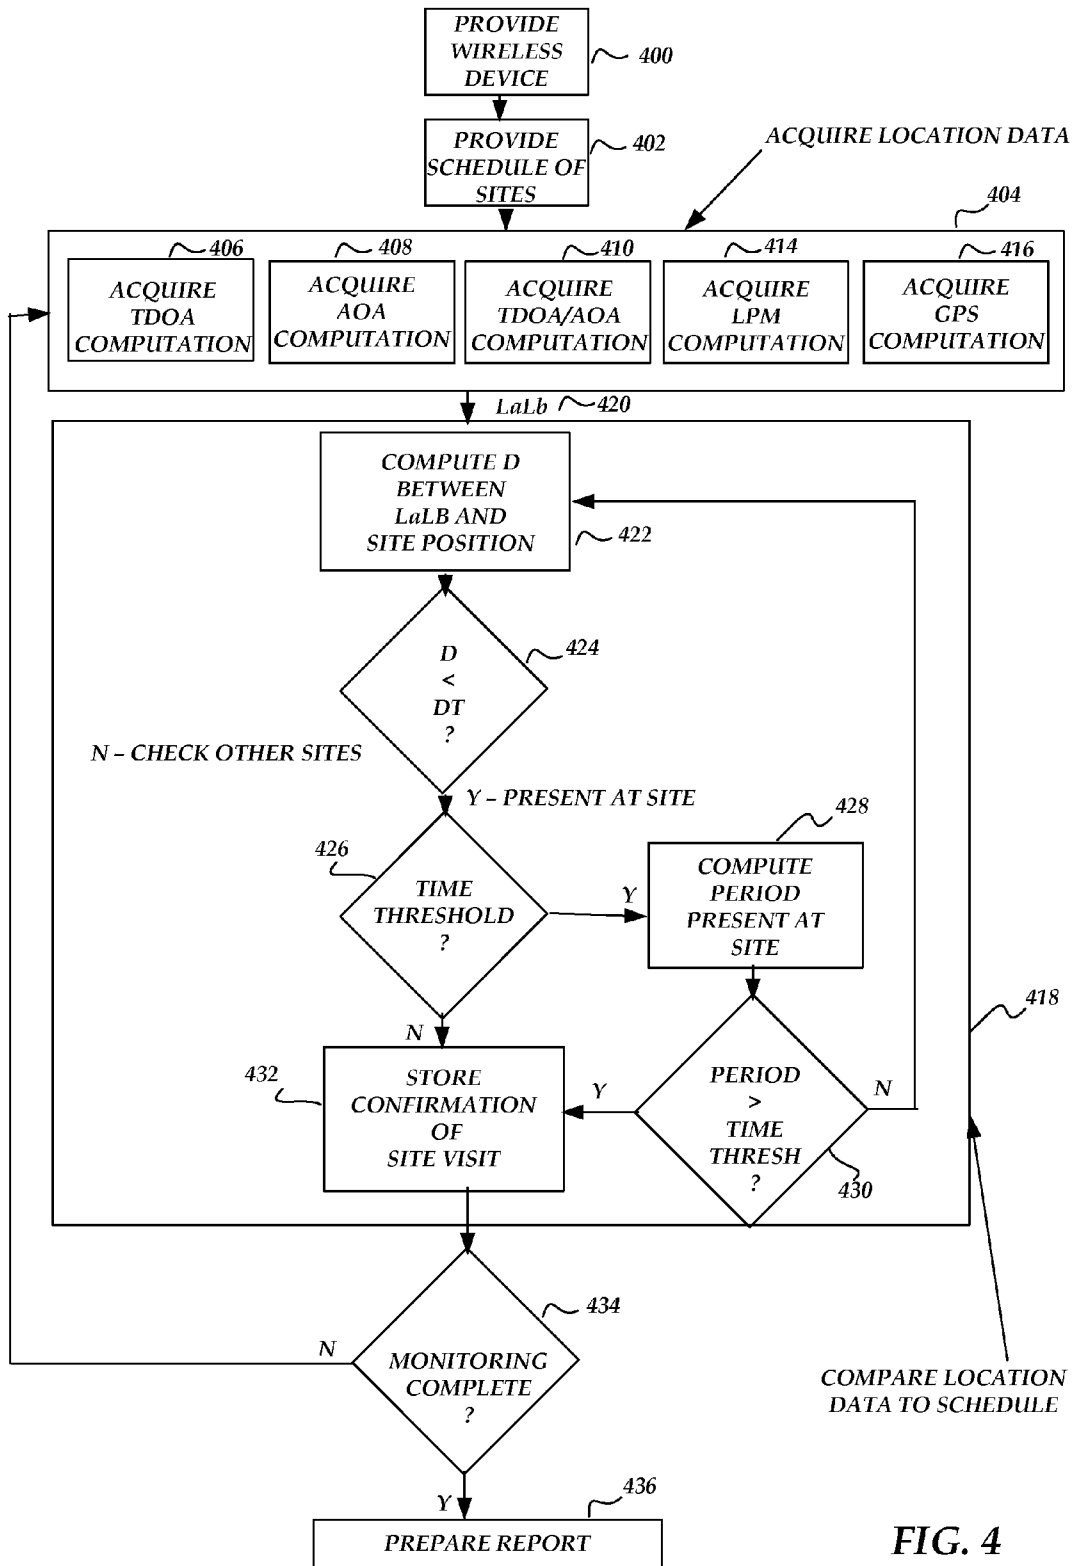 PROVIDE
WIRELESS
DEVICE
400
PROVIDE
SCHEDULE OF
SITES
402
ACQUIRE LOCATION DATA
404
406
ACQUIRE
TDOA
COMPUTATION
408
ACQUIRE
AOA
COMPUTATION
410
ACQUIRE
TDOA/AOA
COMPUTATION
414
ACQUIRE
LPM
COMPUTATION
416
ACQUIRE
GPS
COMPUTATION
LaLb
420
COMPUTE D
BETWEEN
LaLB AND
SITE POSITION
422
D
<
DT
?
424
N – CHECK OTHER SITES
Y – PRESENT AT SITE
426
TIME
THRESHOLD
?
Y
428
COMPUTE
PERIOD
PRESENT AT
SITE
418
N
432
STORE
CONFIRMATION
OF
SITE VISIT
Y
PERIOD
>
TIME
THRESH
?
N
430
434
N
MONITORING
COMPLETE
?
COMPARE LOCATION
DATA TO SCHEDULE
Y
436
PREPARE REPORT
FIG. 4